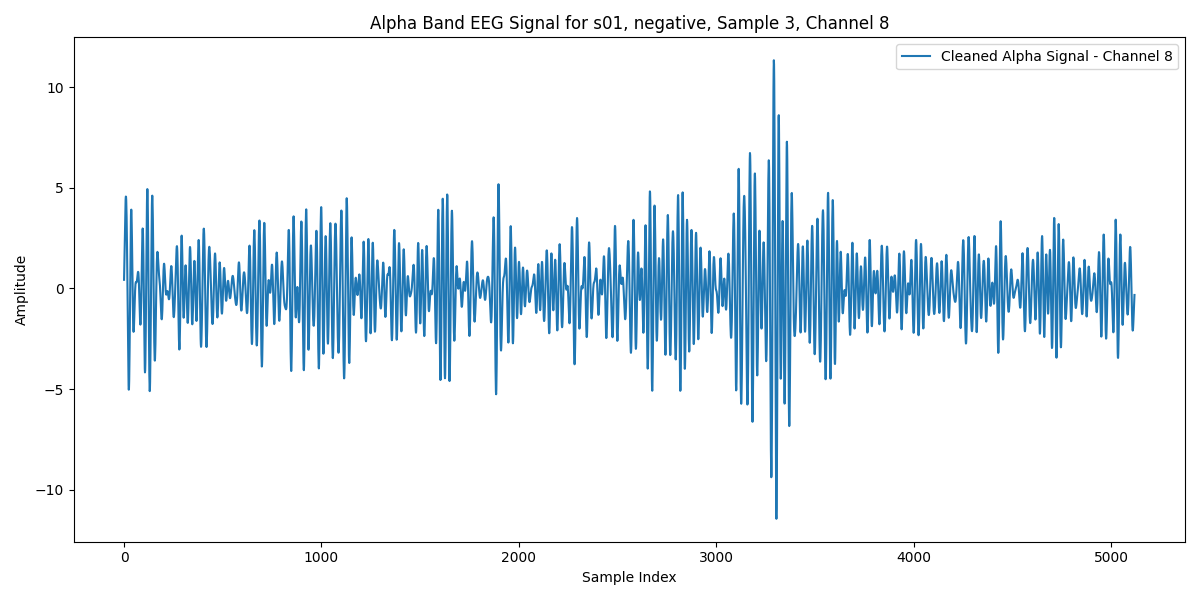 Alpha Band EEG Signal for s01, negative, Sample 3, Channel 8
Cleaned Alpha Signal - Channel 8
Amplitude
10
5
0
−5
−10
0 1000 2000 3000 4000 5000
Sample Index